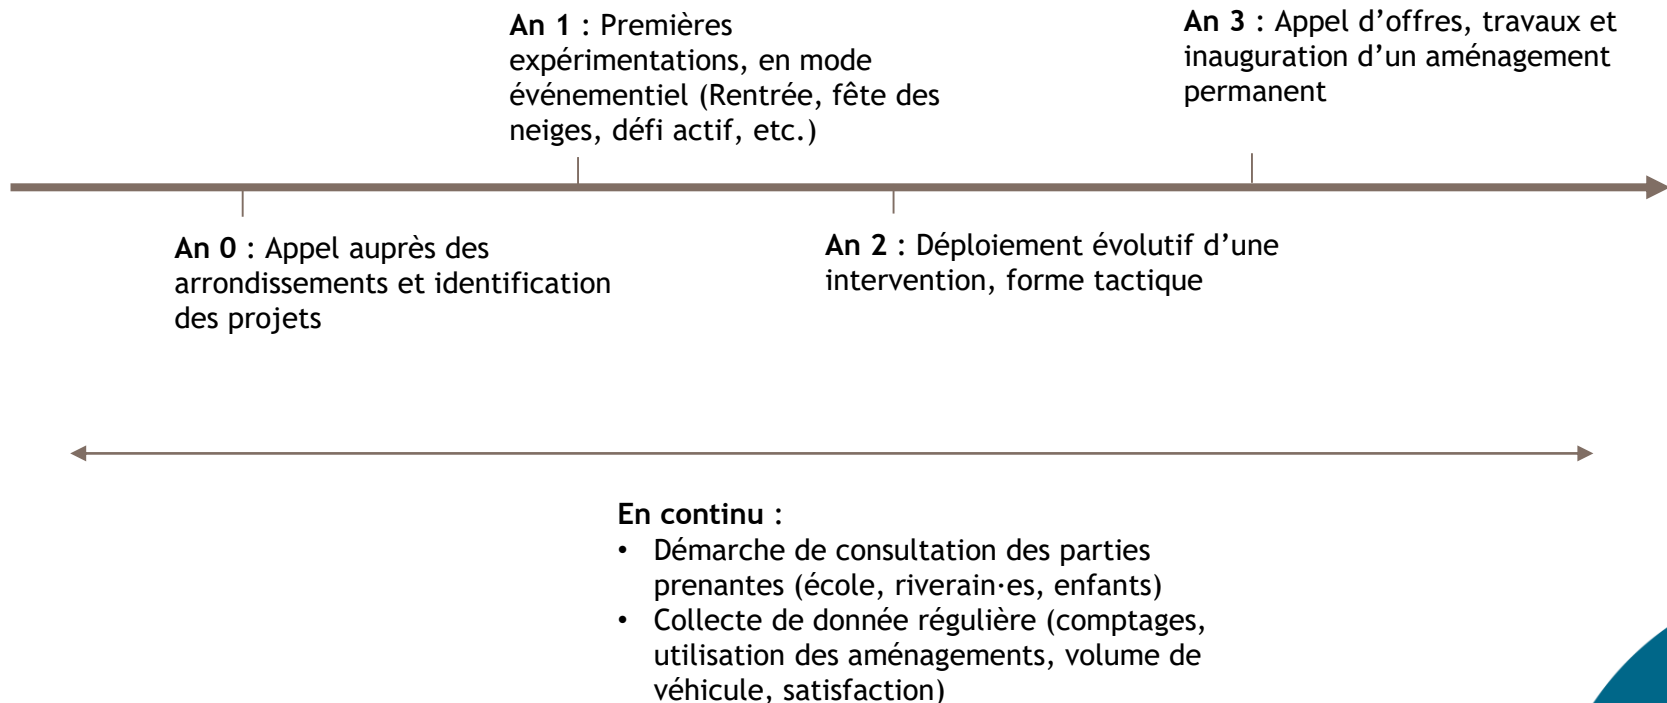 An 1 : Premières
expérimentations, en mode
événementiel (Rentrée, fête des
neiges, défi actif, etc.)
An 3 : Appel d’offres, travaux et
inauguration d’un aménagement
permanent
An 0 : Appel auprès des
arrondissements et identification
des projets
An 2 : Déploiement évolutif d’une
intervention, forme tactique
En continu :
• Démarche de consultation des parties
prenantes (école, riverain·es, enfants)
• Collecte de donnée régulière (comptages,
utilisation des aménagements, volume de
véhicule, satisfaction)